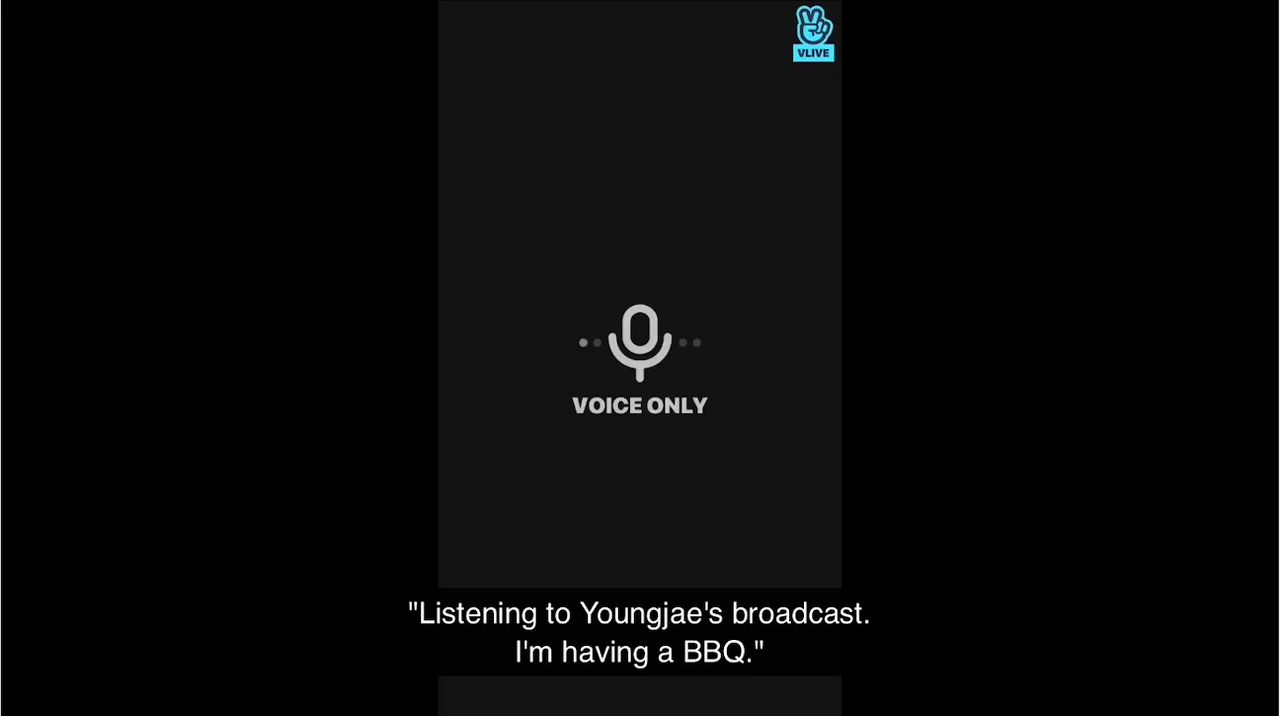 VLIVE
VOICE ONLY
"Listening to Youngjae's broadcast.
I'm having a BBQ."